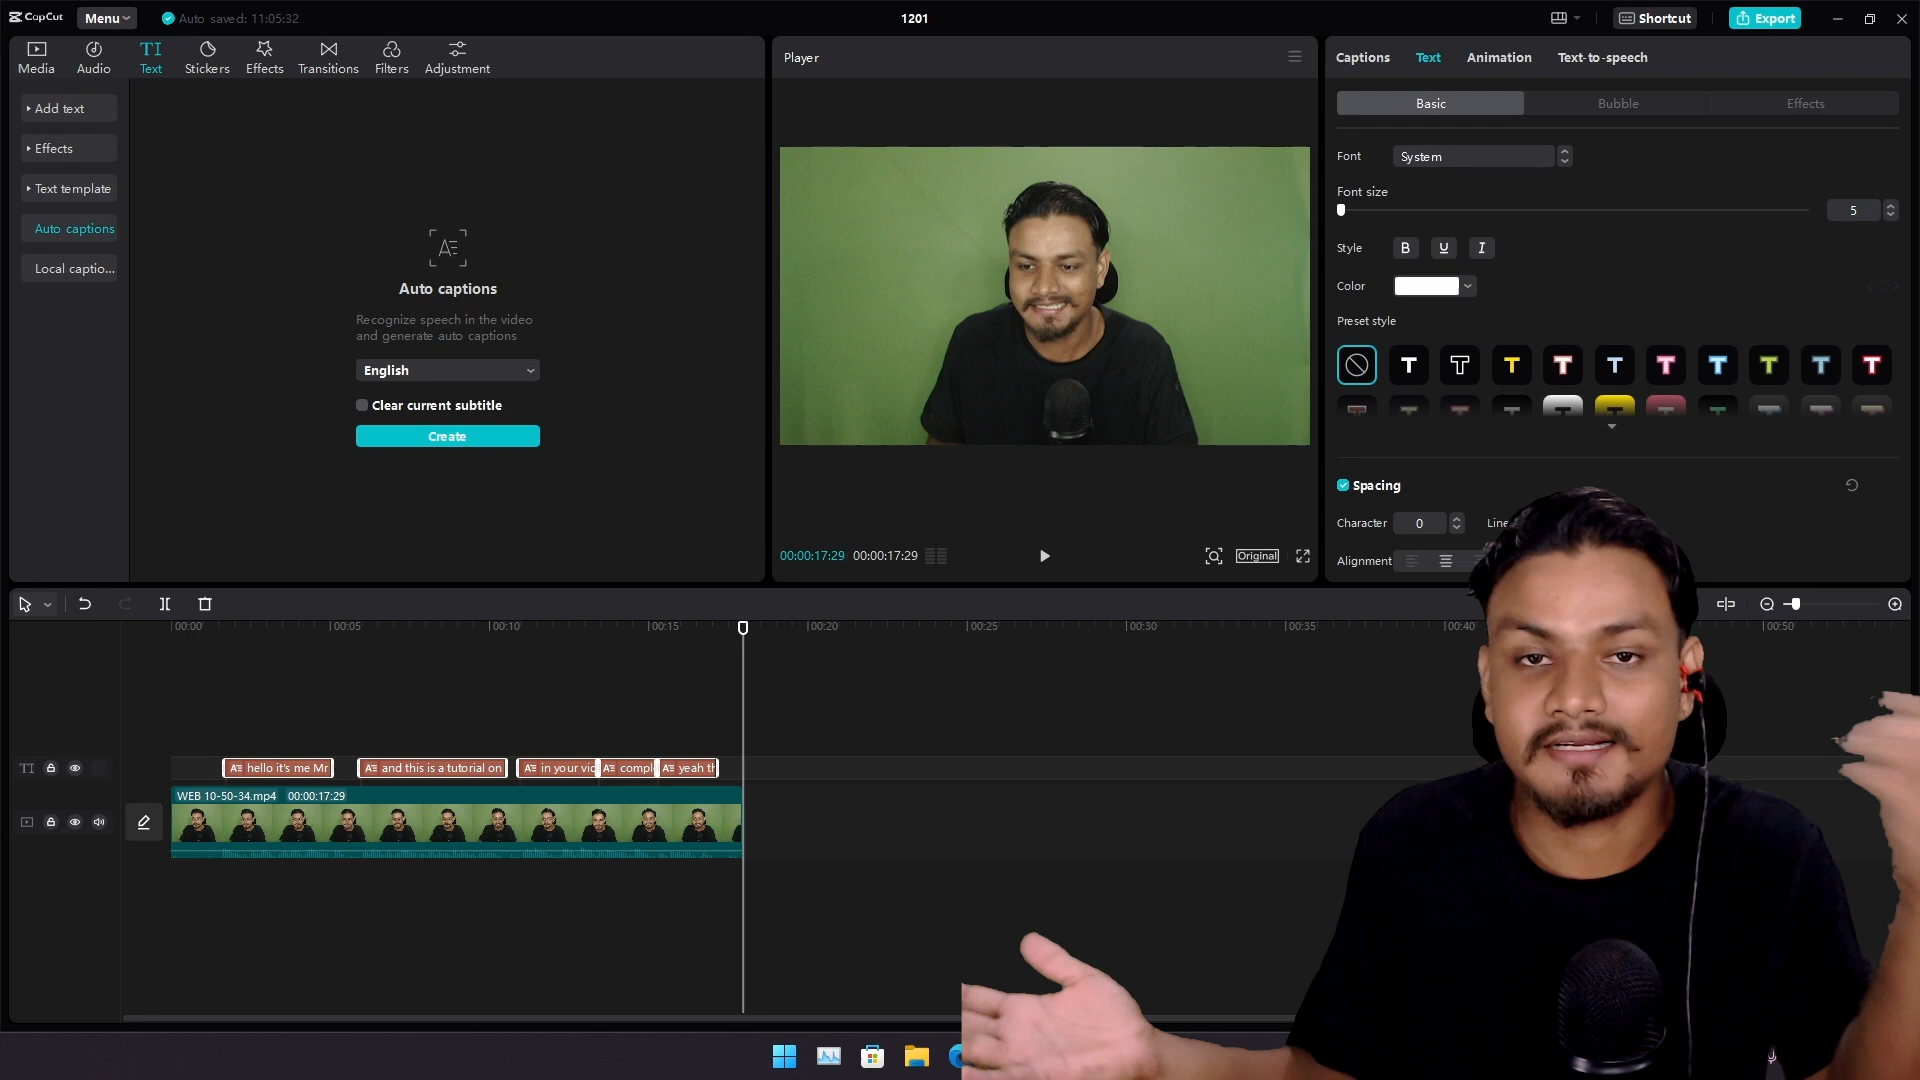 CapCut
Menu
Auto saved: 11:05:32
1201
Shortcut
Export
Media
Audio
TI
Text
Stickers
Effects
Transitions
Filters
Adjustment
Add text
Effects
Text template
Auto captions
Local captio...
Auto captions
Recognize speech in the video
and generate auto captions
English
Clear current subtitle
Create
Player
00:00:17:29
00:00:17:29
Original
Captions
Text
Animation
Text-to-speech
Basic
Bubble
Effects
Font
System
Font size
5
Style
B
U
I
Color
Preset style
T T T T T T T T T T
Spacing
Character
0
Line
Alignment
00:00
00:05
00:10
00:15
00:20
00:25
00:30
00:35
00:40
00:50
TI
hello it's me Mr
and this is a tutorial on
in your vid
comple
yeah th
WEB 10-50-34.mp4 00:00:17:29